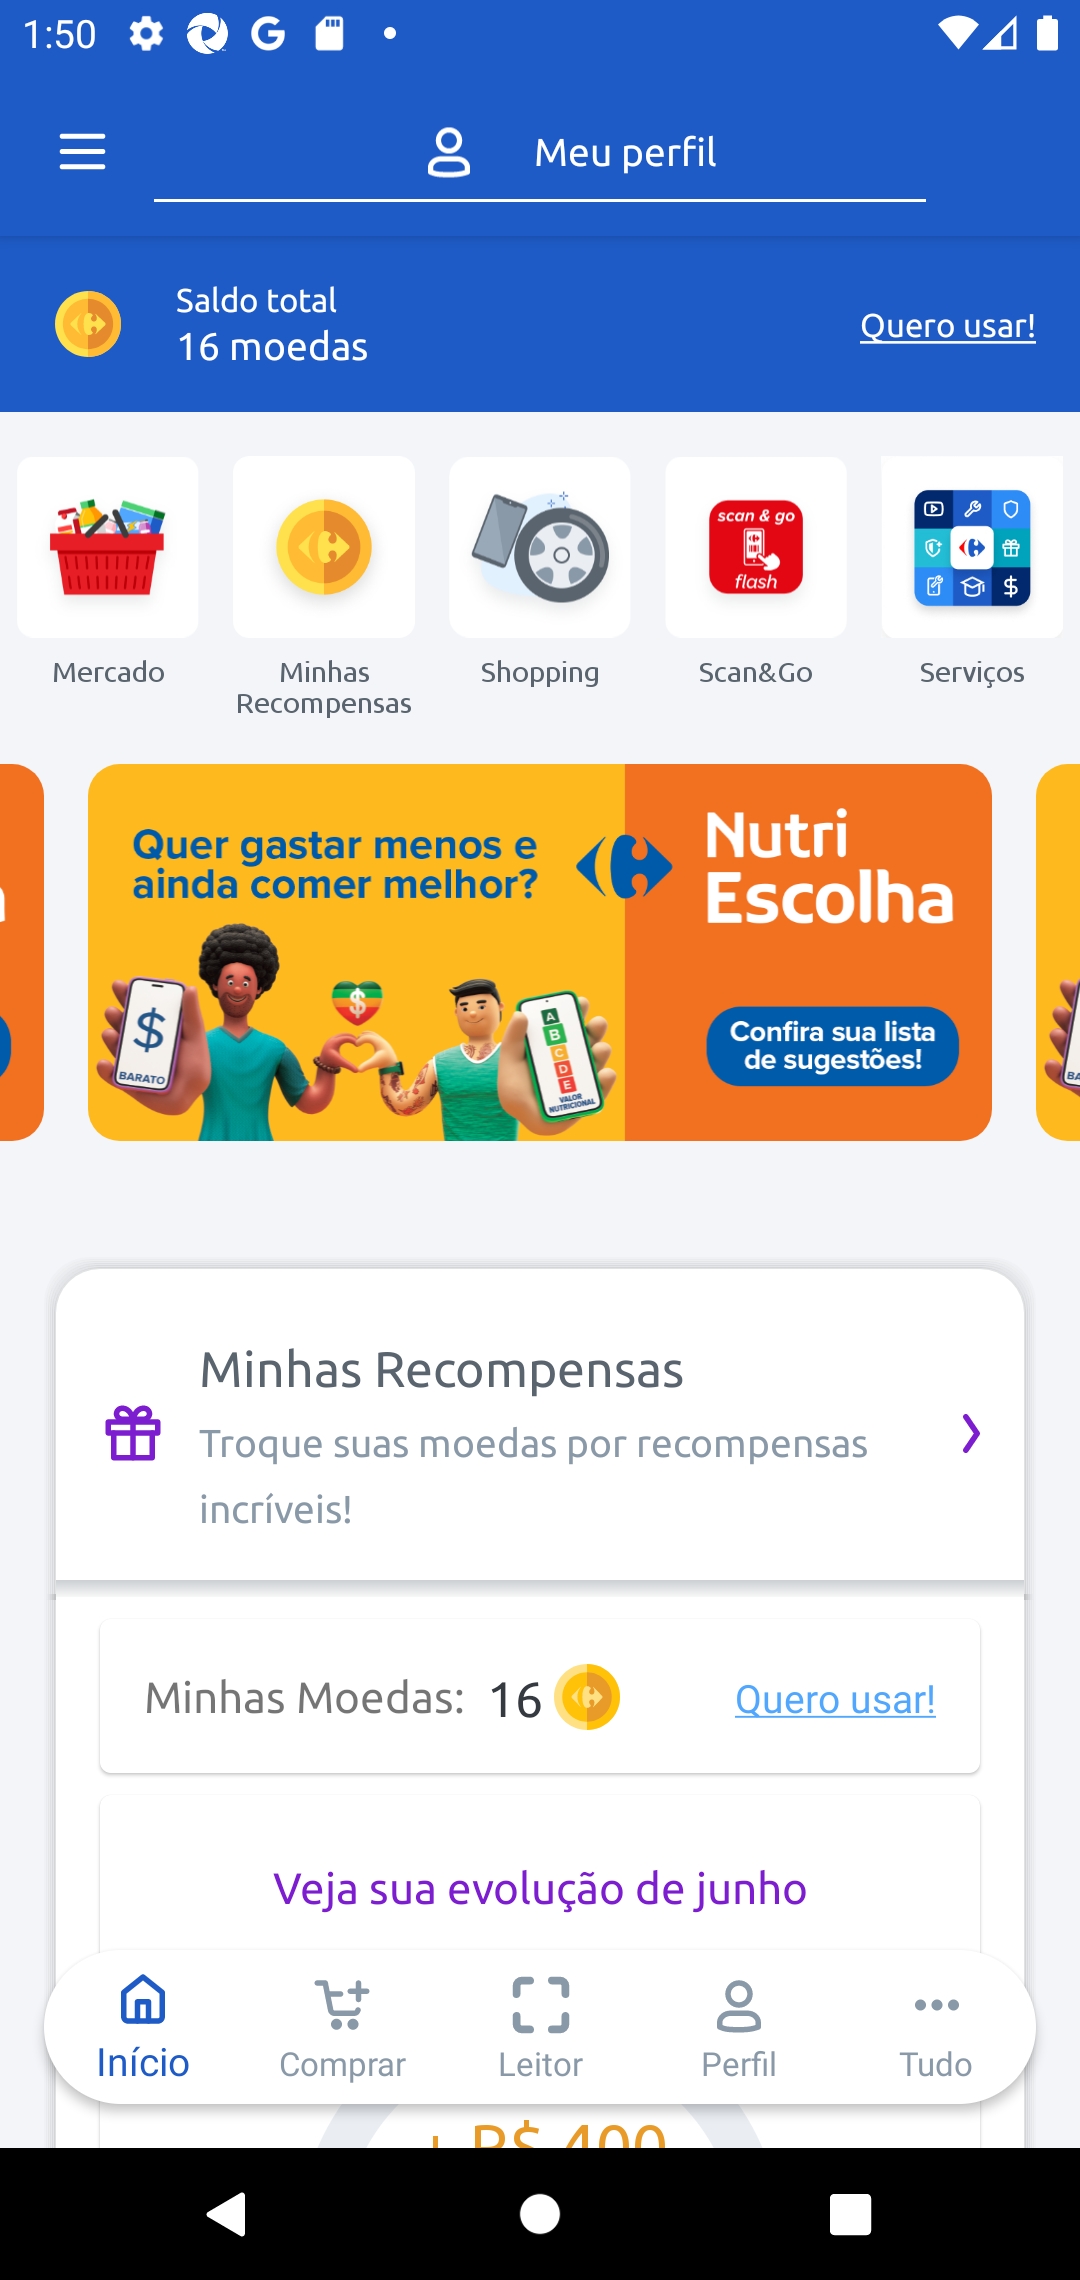 1:50
Meu perfil
Saldo total
16 moedas
Quero usar!
scan & go
flash
Mercado
Minhas
Recompensas
Shopping
Scan&Go
Serviços
Quer gastar menos e
ainda comer melhor?
Nutri
Escolha
$
$
BARATO
A
B
C
D
E
VALOR
NUTRICIONAL
Confira sua lista
de sugestões!
Minhas Recompensas
Troque suas moedas por recompensas
incríveis!
Minhas Moedas: 16
Quero usar!
Veja sua evolução de junho
Início
Comprar
Leitor
Perfil
Tudo
+ R$ 400